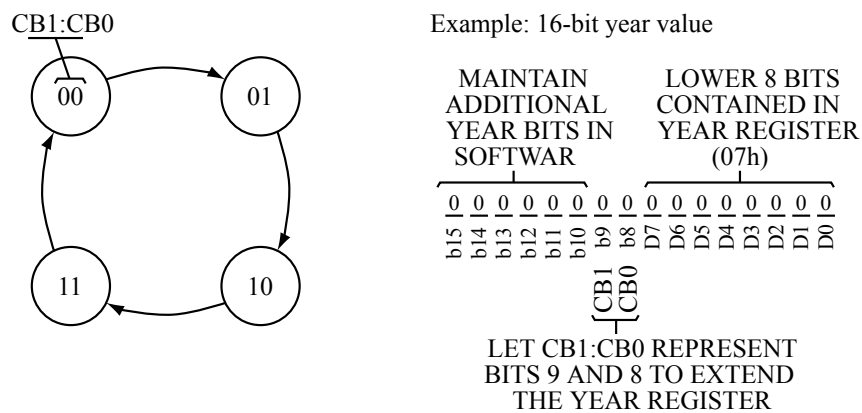 CB1:CB0
00
01
11
10
Example: 16-bit year value
MAINTAIN
ADDITIONAL
YEAR BITS IN
SOFTWAR
LOWER 8 BITS
CONTAINED IN
YEAR REGISTER
(07h)
0 0 0 0 0 0 0 0 0 0 0 0 0 0 0 0
b15 b14 b13 b12 b11 b10 b9 b8 D7 D6 D5 D4 D3 D2 D1 D0
CB1 CB0
LET CB1:CB0 REPRESENT
BITS 9 AND 8 TO EXTEND
THE YEAR REGISTER